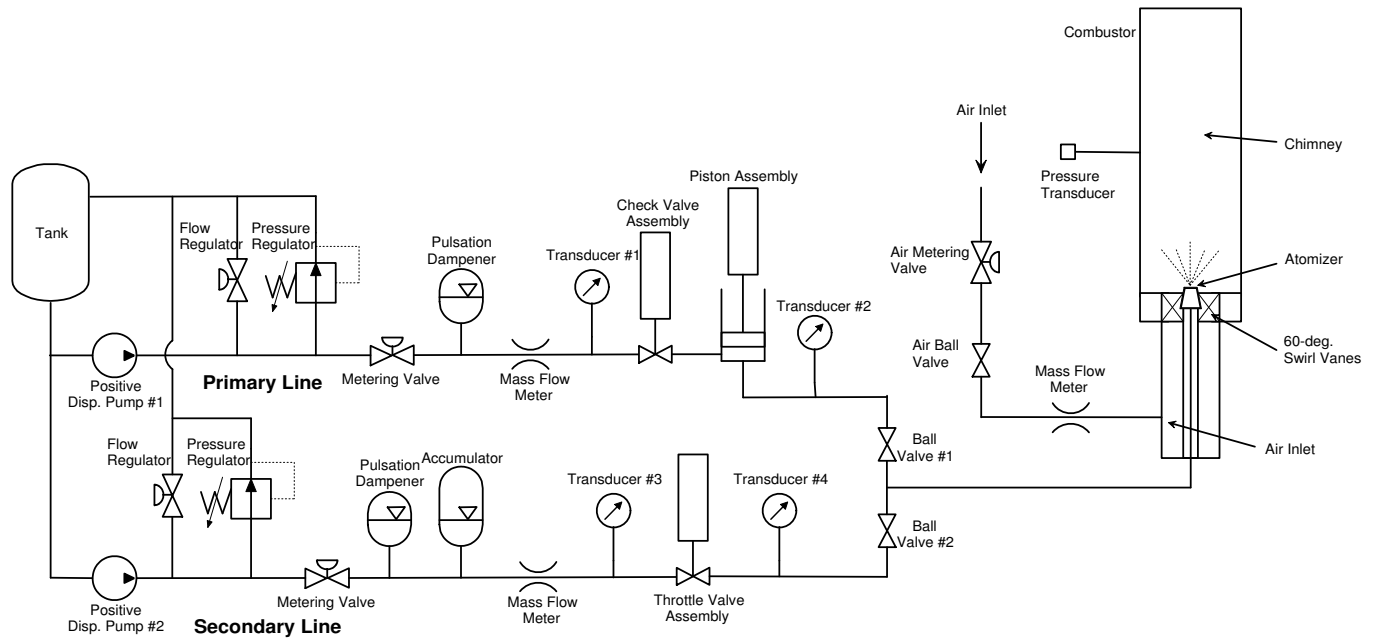 Combustor
Air Inlet
Chimney
Pressure
Transducer
Piston Assembly
Check Valve
Assembly
Tank
Flow
Regulator
Pressure
Regulator
Pulsation
Dampener
Transducer #1
Air Metering
Valve
Atomizer
Transducer #2
Air Ball
Valve
60-deg.
Swirl Vanes
Positive
Disp. Pump #1
Primary Line
Metering Valve
Mass Flow
Meter
Mass Flow
Meter
Flow
Regulator
Pressure
Regulator
Pulsation
Dampener
Accumulator
Transducer #3
Transducer #4
Ball
Valve #1
Air Inlet
Ball
Valve #2
Positive
Disp. Pump #2
Secondary Line
Metering Valve
Mass Flow
Meter
Throttle Valve
Assembly